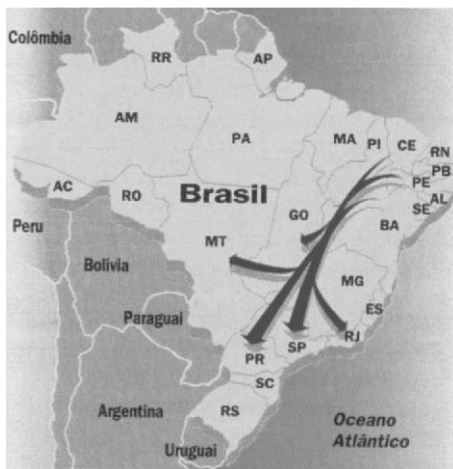 Colômbia
RR
AP
AM
PA
MA
PI
CE
RN
PB
PE
AL
SE
AC
RO
Brasil
GO
BA
Peru
MT
Bolivia
MG
ES
Paraguai
RJ
SP
PR
SC
Argentina
RS
Oceano
Atlântico
Uruguai